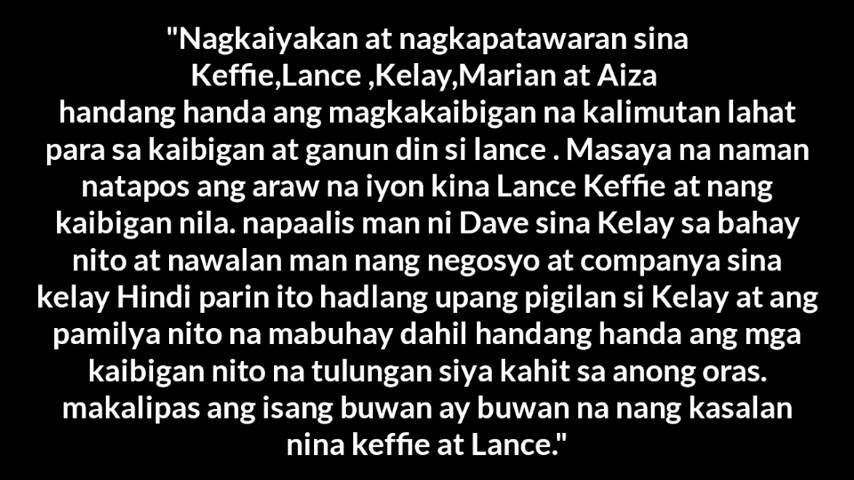 "Nagkaiyakan at nagkapatawaran sina
Keffie,Lance ,Kelay,Marian at Aiza
handang handa ang magkakaibigan na kalimutan lahat
para sa kaibigan at ganun din si lance . Masaya na naman
natapos ang araw na iyon kina Lance Keffie at nang
kaibigan nila. napaalis man ni Dave sina Kelay sa bahay
nito at nawalan man nang negosyo at companya sina
kelay Hindi parin ito hadlang upang pigilan si Kelay at ang
pamilya nito na mabuhay dahil handang handa ang mga
kaibigan nito na tulungan siya kahit sa anong oras.
makalipas ang isang buwan ay buwan na nang kasalan
nina keffie at Lance."